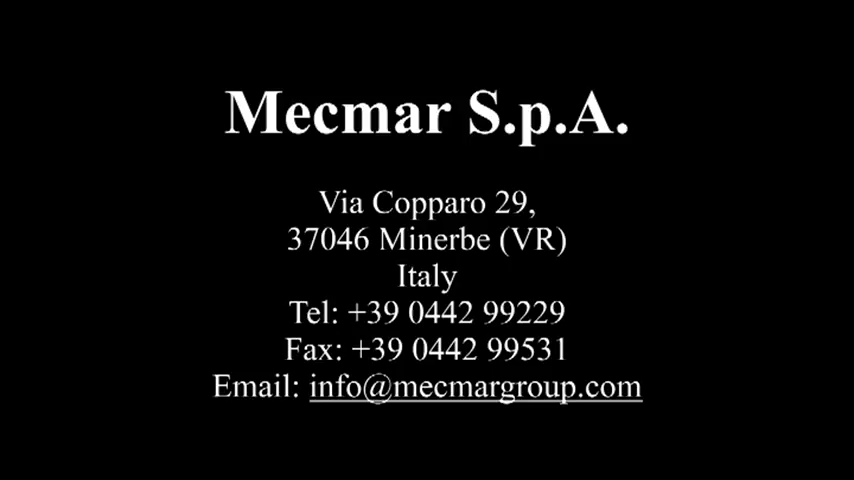 Mecmar S.p.A.
Via Copparo 29,
37046 Minerbe (VR)
Italy
Tel: +39 0442 99229
Fax: +39 0442 99531
Email: info@mecmargroup.com